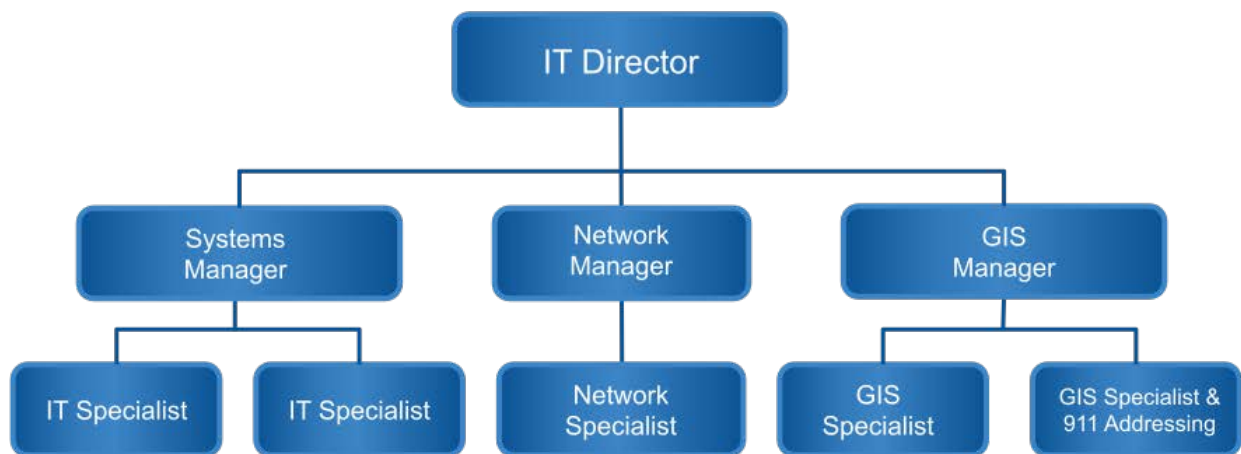 IT Director
Systems
Manager
Network
Manager
GIS
Manager
IT Specialist
IT Specialist
Network
Specialist
GIS
Specialist
GIS Specialist &
911 Addressing